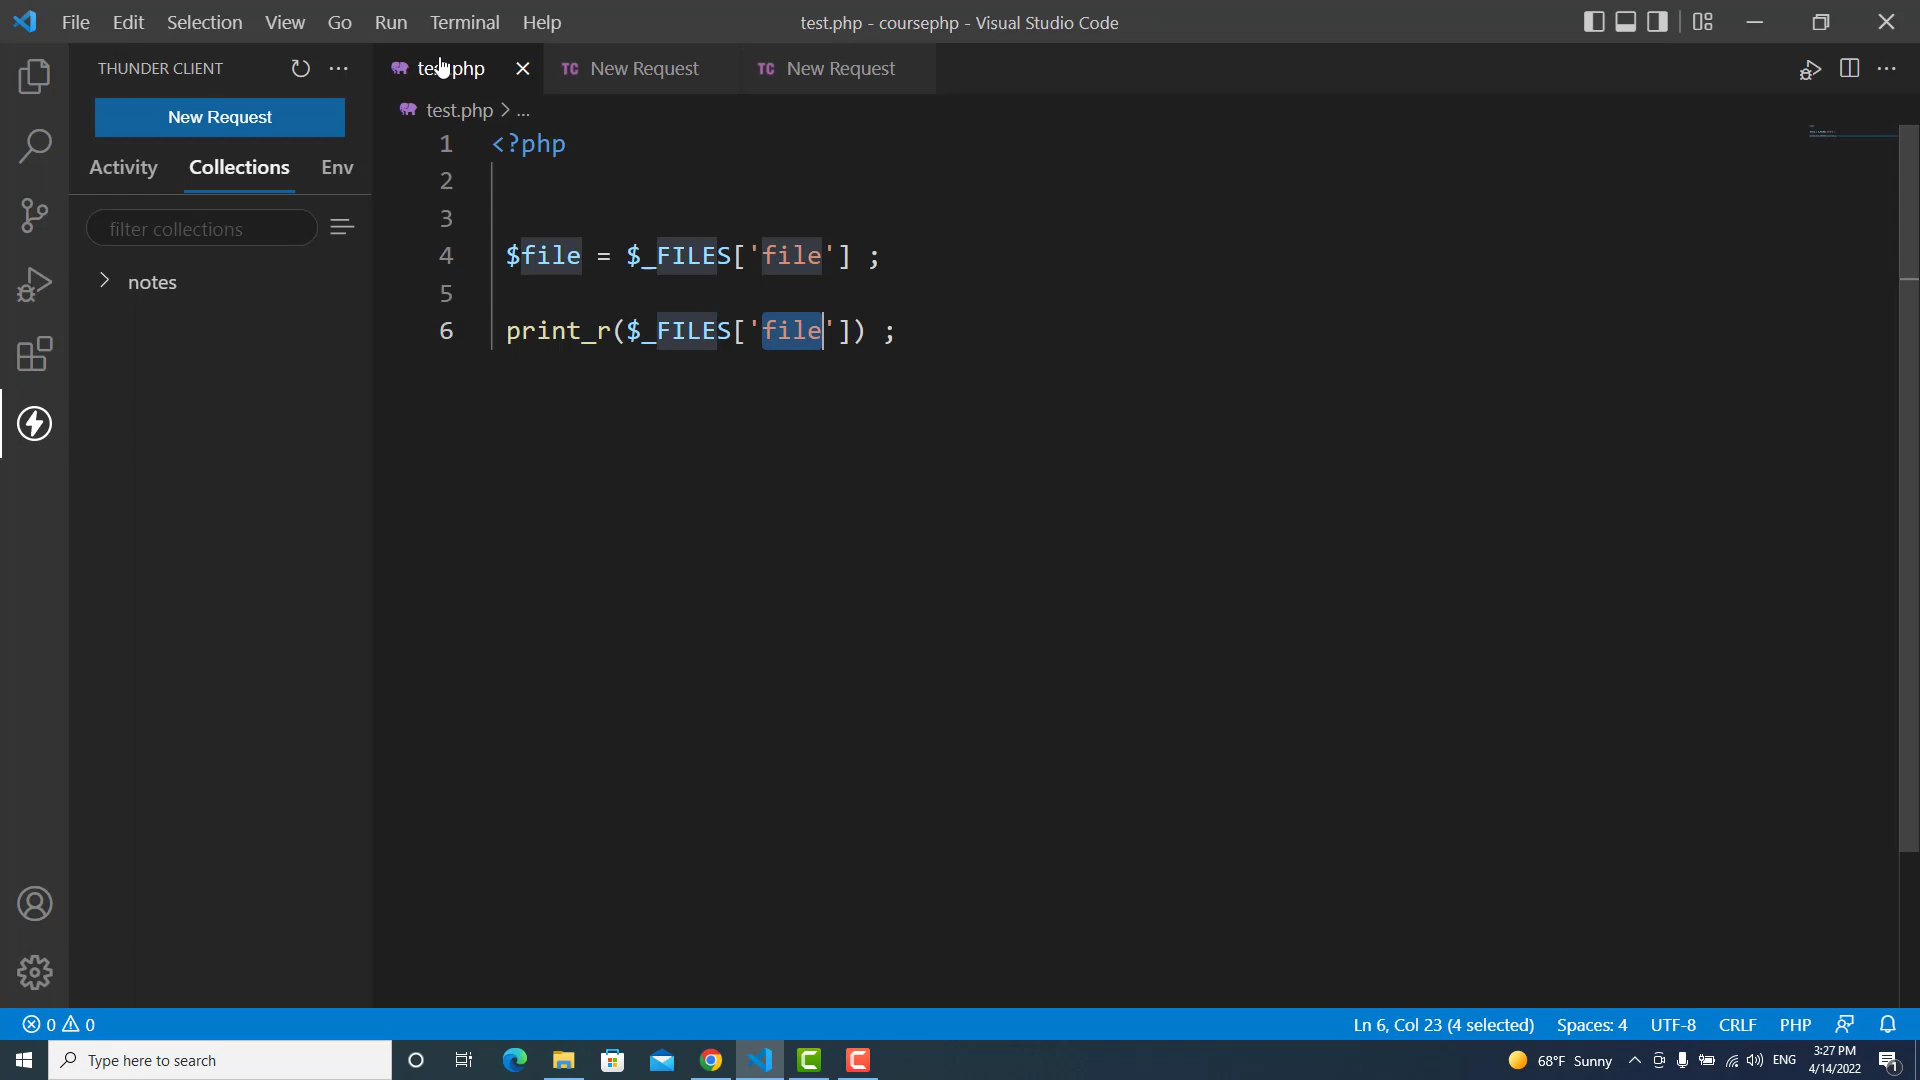 File Edit Selection View Go Run Terminal Help
test.php - coursephp - Visual Studio Code
THUNDER CLIENT
New Request
Activity Collections Env
filter collections
notes
test.php
TC New Request
TC New Request
test.php > ...
1 <?php
2
3
4 $file = $_FILES['file'] ;
5
6 print_r($_FILES['file']) ;
0 0
Ln 6, Col 23 (4 selected) Spaces: 4 UTF-8 CRLF PHP
Type here to search
68°F Sunny
ENG
3:27 PM
4/14/2022
1